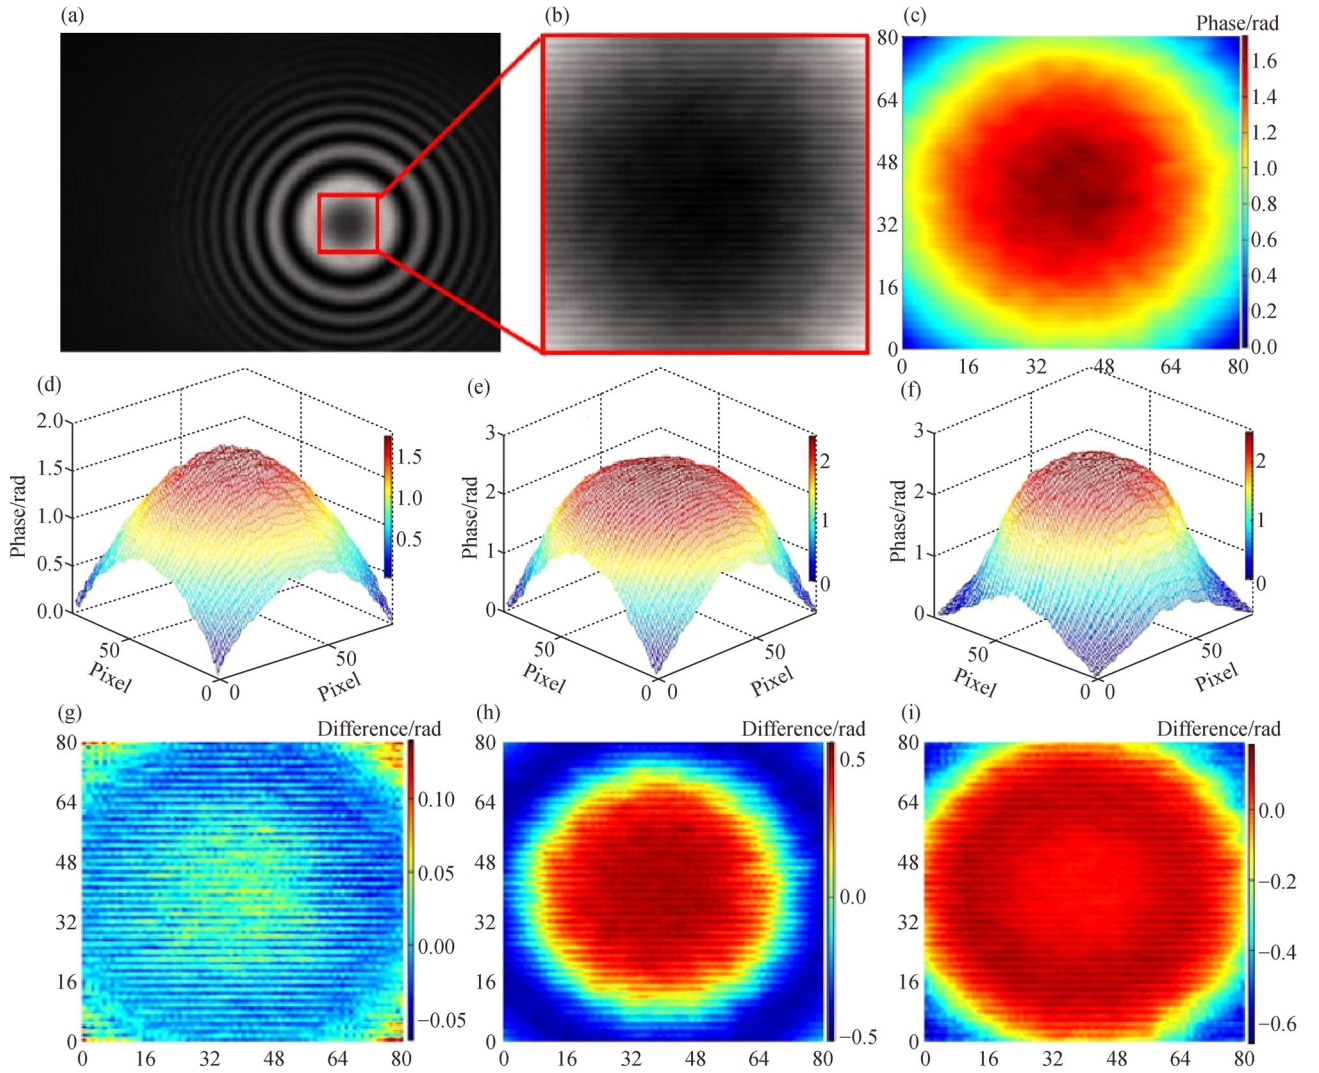 (a)
(b)
(c)
Phase/rad
80
64
48
32
16
0
1.6
1.4
1.2
1.0
0.8
0.6
0.4
0.2
0.0
0 16 32 48 64 80
(d)
2.0
1.5
1.0
0.5
0.0
Phase/rad
1.5
1.0
0.5
50
Pixel
0 0
50
Pixel
(e)
3
2
1
0
Phase/rad
2
1
0
50
Pixel
0 0
50
Pixel
(f)
3
2
1
0
Phase/rad
2
1
0
50
Pixel
0 0
50
Pixel
(g)
Difference/rad
80
64
48
32
16
0
0.10
0.05
0.00
−0.05
0 16 32 48 64 80
(h)
Difference/rad
80
64
48
32
16
0
0.5
0.0
−0.5
0 16 32 48 64 80
(i)
Difference/rad
80
64
48
32
16
0
0.0
−0.2
−0.4
−0.6
0 16 32 48 64 80